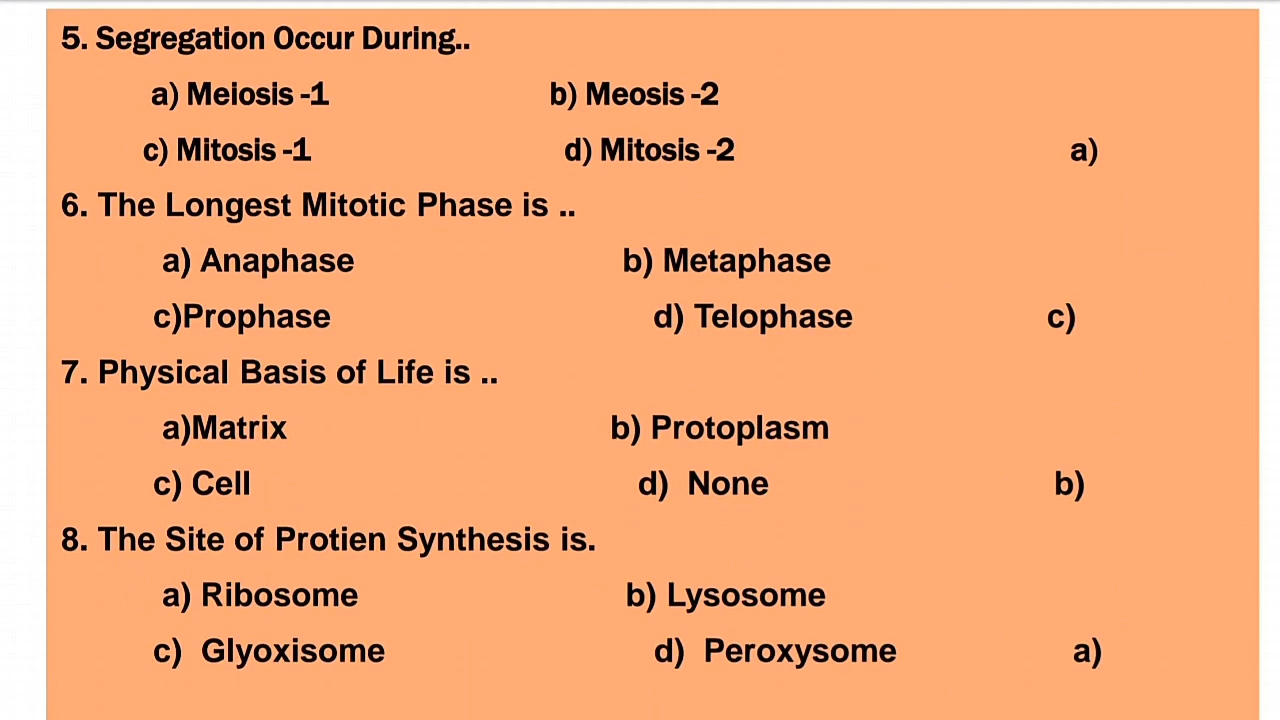 5. Segregation Occur During..
a) Meiosis -1 b) Meosis -2
c) Mitosis -1 d) Mitosis -2 a)
6. The Longest Mitotic Phase is ..
a) Anaphase b) Metaphase
c)Prophase d) Telophase c)
7. Physical Basis of Life is ..
a)Matrix b) Protoplasm
c) Cell d) None b)
8. The Site of Protien Synthesis is.
a) Ribosome b) Lysosome
c) Glyoxisome d) Peroxysome a)